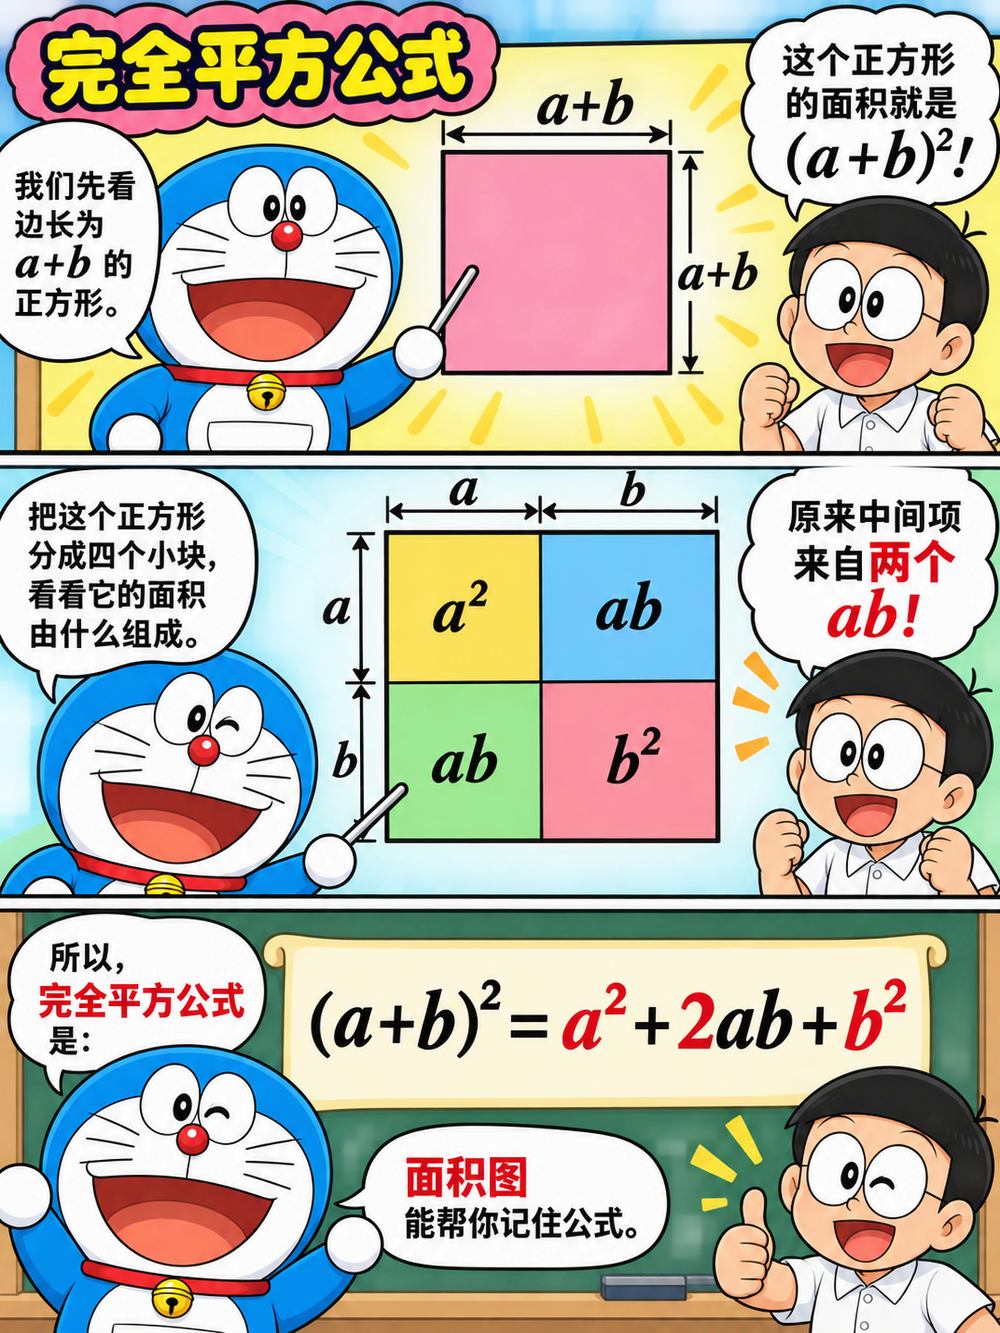 完全平方公式
我们先看
边长为
a+b 的
正方形。
a+b
a+b
这个正方形
的面积就是
(a+b)²!
把这个正方形
分成四个小块，
看看它的面积
由什么组成。
a
b
a
b
a²
ab
ab
b²
原来中间项
来自两个
ab!
所以，
完全平方公式
是：
(a+b)²=a²+2ab+b²
面积图
能帮你记住公式。